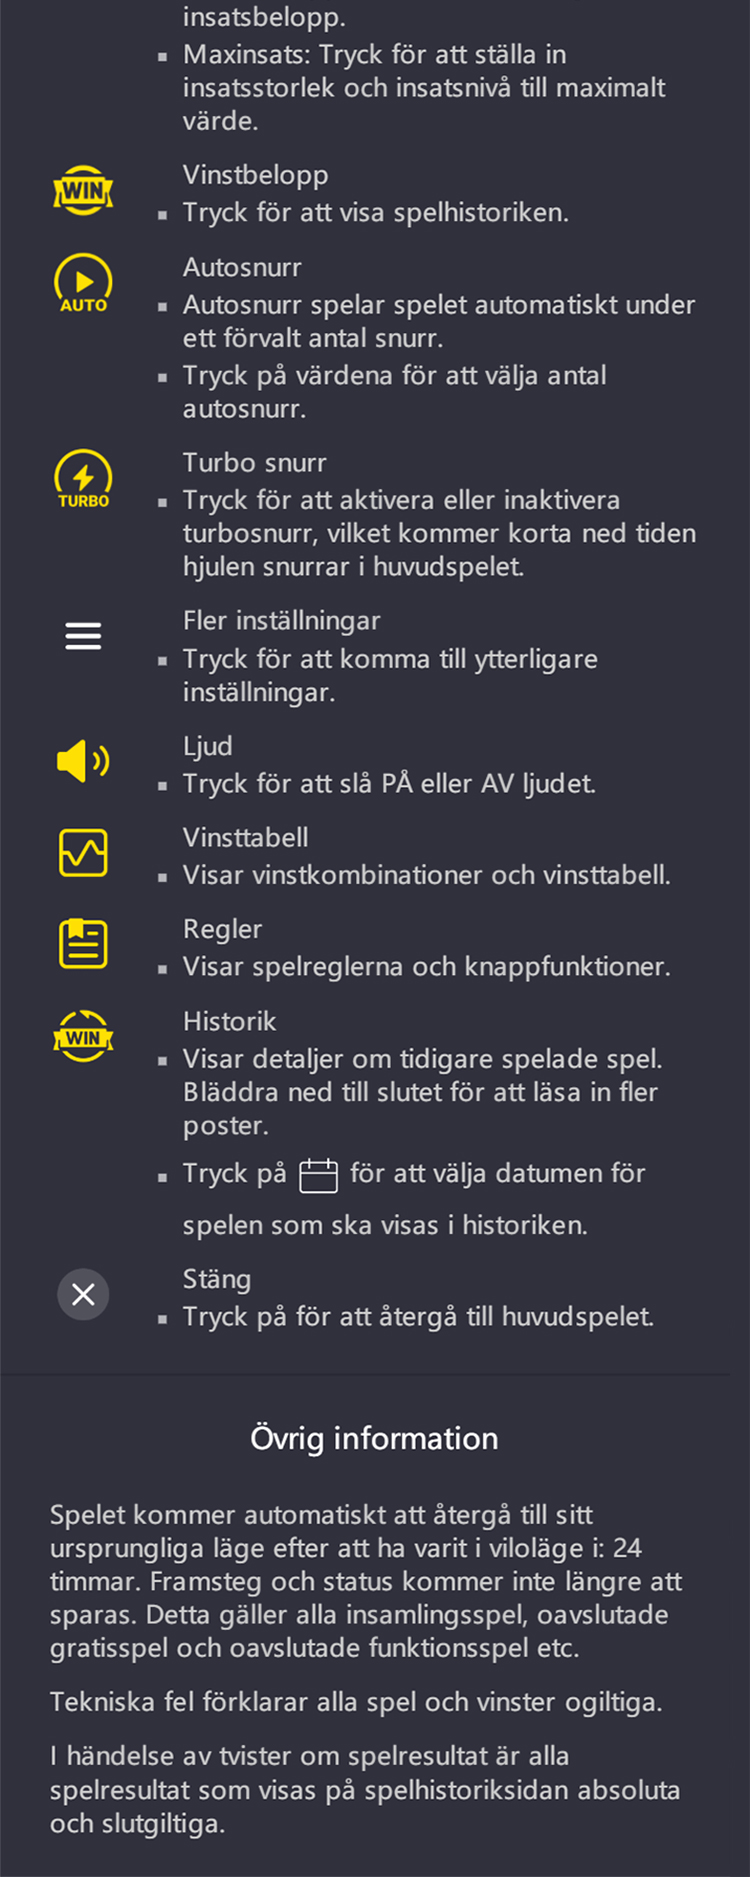 insatsbelopp.
Maxinsats: Tryck för att ställa in
insatsstorlek och insatsnivå till maximalt
värde.
WIN
Vinstbelopp
Tryck för att visa spelhistoriken.
AUTO
Autosnurr
Autosnurr spelar spelet automatiskt under
ett förvalt antal snurr.
Tryck på värdena för att välja antal
autosnurr.
TURBO
Turbo snurr
Tryck för att aktivera eller inaktivera
turbosnurr, vilket kommer korta ned tiden
hjulen snurrar i huvudspelet.
Fler inställningar
Tryck för att komma till ytterligare
inställningar.
Ljud
Tryck för att slå PÅ eller AV ljudet.
Vinsttabell
Visar vinstkombinationer och vinsttabell.
Regler
Visar spelreglerna och knappfunktioner.
WIN
Historik
Visar detaljer om tidigare spelade spel.
Bläddra ned till slutet för att läsa in fler
poster.
Tryck på för att välja datumen för
spelen som ska visas i historiken.
Stäng
Tryck på för att återgå till huvudspelet.
Övrig information
Spelet kommer automatiskt att återgå till sitt
ursprungliga läge efter att ha varit i viloläge i: 24
timmar. Framsteg och status kommer inte längre att
sparas. Detta gäller alla insamlingsspel, oavslutade
gratisspel och oavslutade funktionsspel etc.
Tekniska fel förklarar alla spel och vinster ogiltiga.
I händelse av tvister om spelresultat är alla
spelresultat som visas på spelhistoriksidan absoluta
och slutgiltiga.